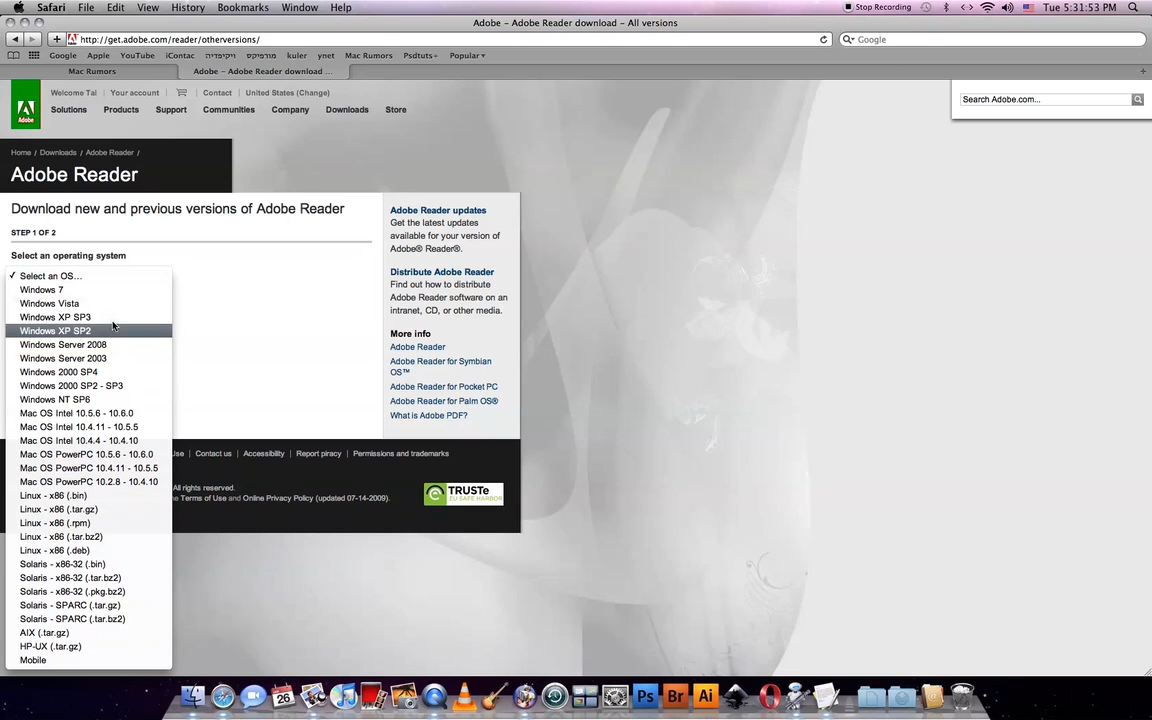 Safari File Edit View History Bookmarks Window Help Stop Recording Tue 5:31:53 PM
Adobe – Adobe Reader download – All versions
http://get.adobe.com/reader/otherversions/ Google
Google Apple YouTube iContac ויקיפדיה מורפיקס kuler ynet Mac Rumors Psdtuts+ Popular
Mac Rumors Adobe – Adobe Reader download ...
Welcome Tal Your account Contact United States (Change)
Solutions Products Support Communities Company Downloads Store
Search Adobe.com...
Adobe
Home / Downloads / Adobe Reader /
Adobe Reader
Download new and previous versions of Adobe Reader
STEP 1 OF 2
Select an operating system
✓ Select an OS...
Windows 7
Windows Vista
Windows XP SP3
Windows XP SP2
Windows Server 2008
Windows Server 2003
Windows 2000 SP4
Windows 2000 SP2 - SP3
Windows NT SP6
Mac OS Intel 10.5.6 - 10.6.0
Mac OS Intel 10.4.11 - 10.5.5
Mac OS Intel 10.4.4 - 10.4.10
Mac OS PowerPC 10.5.6 - 10.6.0
Mac OS PowerPC 10.4.11 - 10.5.5
Mac OS PowerPC 10.2.8 - 10.4.10
Linux - x86 (.bin)
Linux - x86 (.tar.gz)
Linux - x86 (.rpm)
Linux - x86 (.tar.bz2)
Linux - x86 (.deb)
Solaris - x86-32 (.bin)
Solaris - x86-32 (.tar.bz2)
Solaris - x86-32 (.pkg.bz2)
Solaris - SPARC (.tar.gz)
Solaris - SPARC (.tar.bz2)
AIX (.tar.gz)
HP-UX (.tar.gz)
Mobile
Adobe Reader updates
Get the latest updates
available for your version of
Adobe® Reader®.
Distribute Adobe Reader
Find out how to distribute
Adobe Reader software on an
intranet, CD, or other media.
More info
Adobe Reader
Adobe Reader for Symbian
OS™
Adobe Reader for Pocket PC
Adobe Reader for Palm OS®
What is Adobe PDF?
Use Contact us Accessibility Report piracy Permissions and trademarks
All rights reserved.
Terms of Use and Online Privacy Policy (updated 07-14-2009).
TRUSTe
EU SAFE HARBOR
26
Ps Br Ai